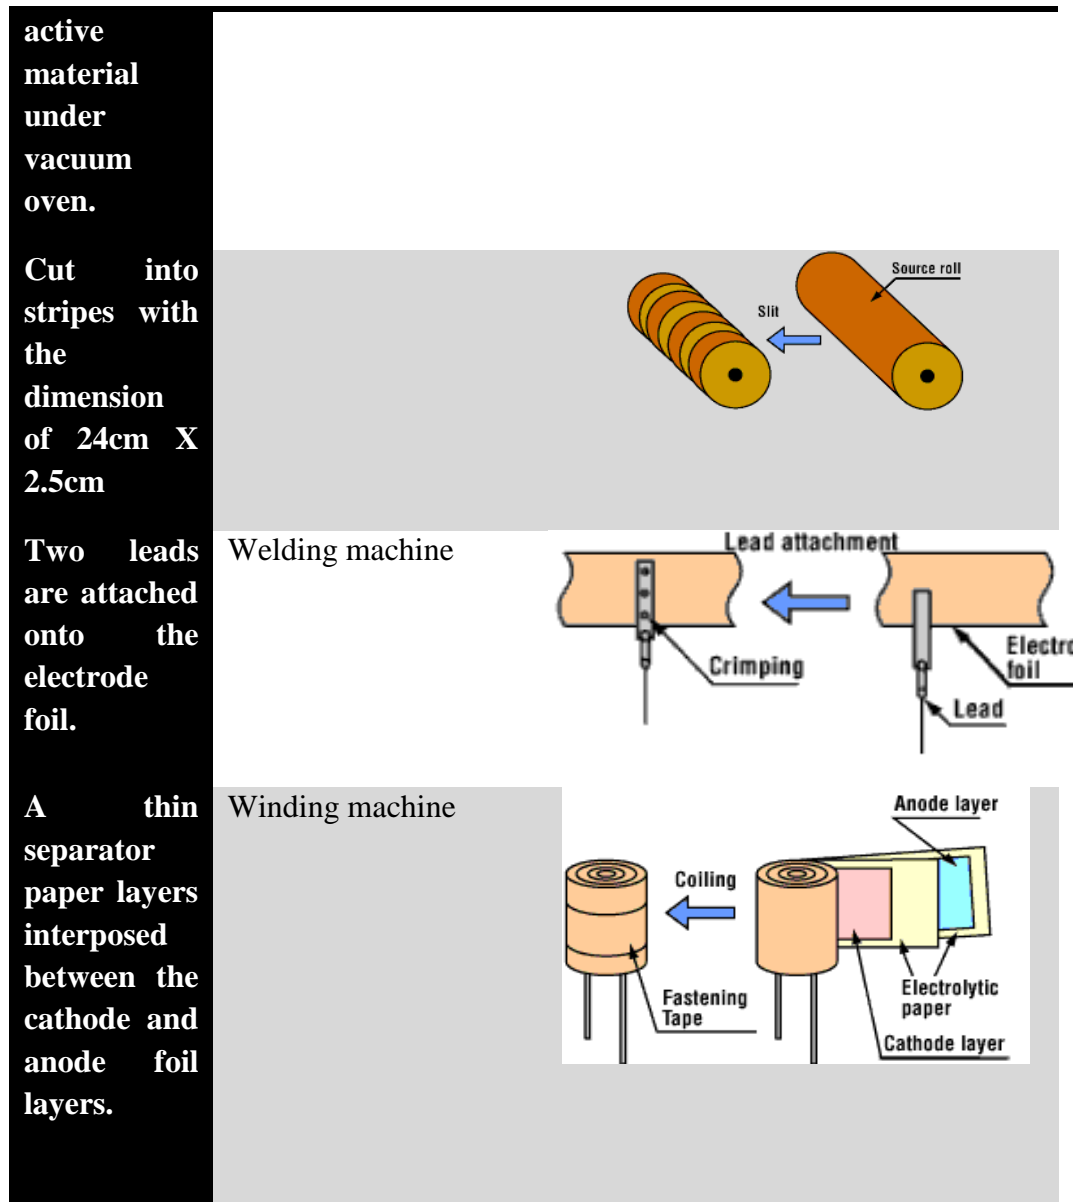 active
material
under
vacuum
oven.
Cut into
stripes with
the
dimension
of 24cm X
2.5cm
Source roll
Slit
Two leads
are attached
onto the
electrode
foil.
Welding machine
Lead attachment
Crimping
Electro
foil
Lead
A thin
separator
paper layers
interposed
between the
cathode and
anode foil
layers.
Winding machine
Anode layer
Coiling
Fastening
Tape
Electrolytic
paper
Cathode layer